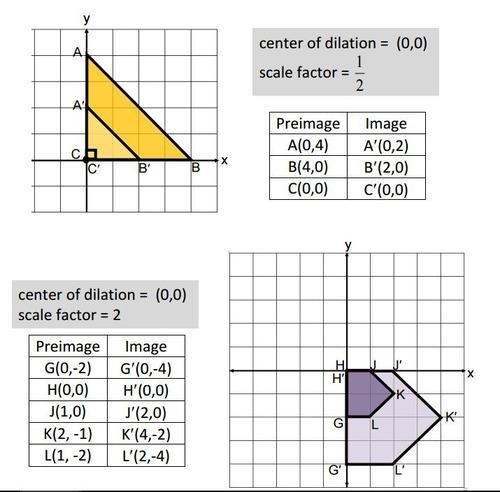 y
A
A'
C
C'
B'
B
x
center of dilation = (0,0)
scale factor = 1/2
Preimage Image
A(0,4) A'(0,2)
B(4,0) B'(2,0)
C(0,0) C'(0,0)
center of dilation = (0,0)
scale factor = 2
Preimage Image
G(0,-2) G'(0,-4)
H(0,0) H'(0,0)
J(1,0) J'(2,0)
K(2, -1) K'(4,-2)
L(1, -2) L'(2,-4)
y
H J J'
H' x
K
G L K'
G' L'